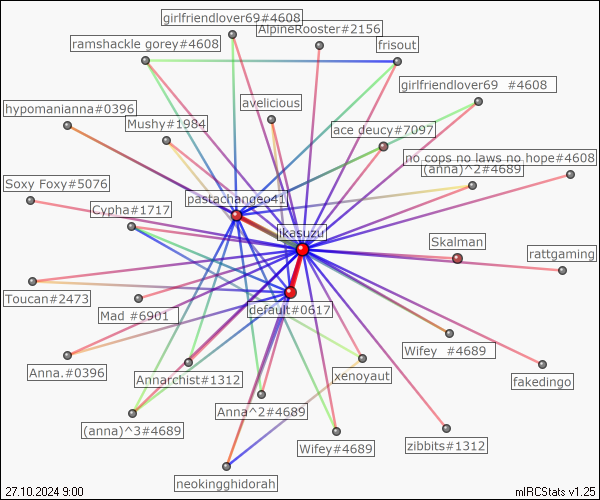 girlfriendlover69#4608
AlpineRooster#2156
ramshackle gorey#4608
frisout
girlfriendlover69 #4608
hypomanianna#0396
avelicious
Mushy#1984
ace deucy#7097
no cops no laws no hope#4608
(anna)^2#4689
Soxy Foxy#5076
pastachangeo41
Cypha#1717
ikasuzu
Skalman
rattgaming
Toucan#2473
default#0617
Mad #6901
Wifey #4689
Anna.#0396
Annarchist#1312
xenoyaut
fakedingo
Anna^2#4689
(anna)^3#4689
Wifey#4689
zibbits#1312
neokingghidorah
27.10.2024 9:00
mIRCStats v1.25